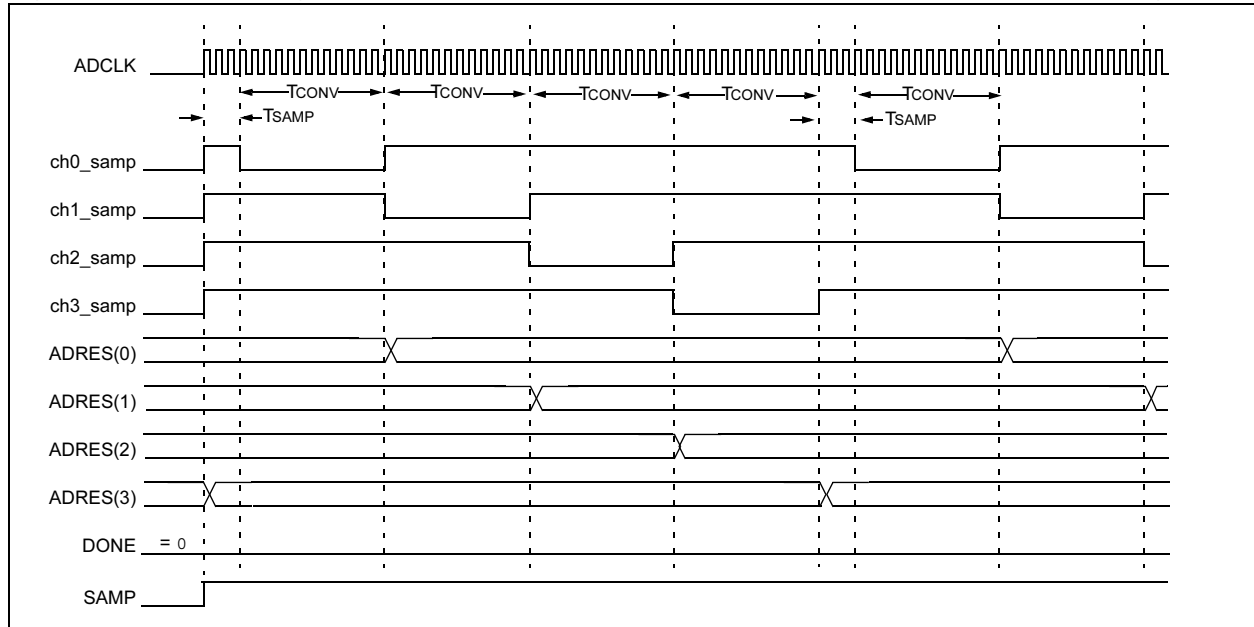 ADCLK
TCONV TCONV TCONV TCONV TCONV
TSAMP TSAMP
ch0_samp
ch1_samp
ch2_samp
ch3_samp
ADRES(0)
ADRES(1)
ADRES(2)
ADRES(3)
DONE = 0
SAMP